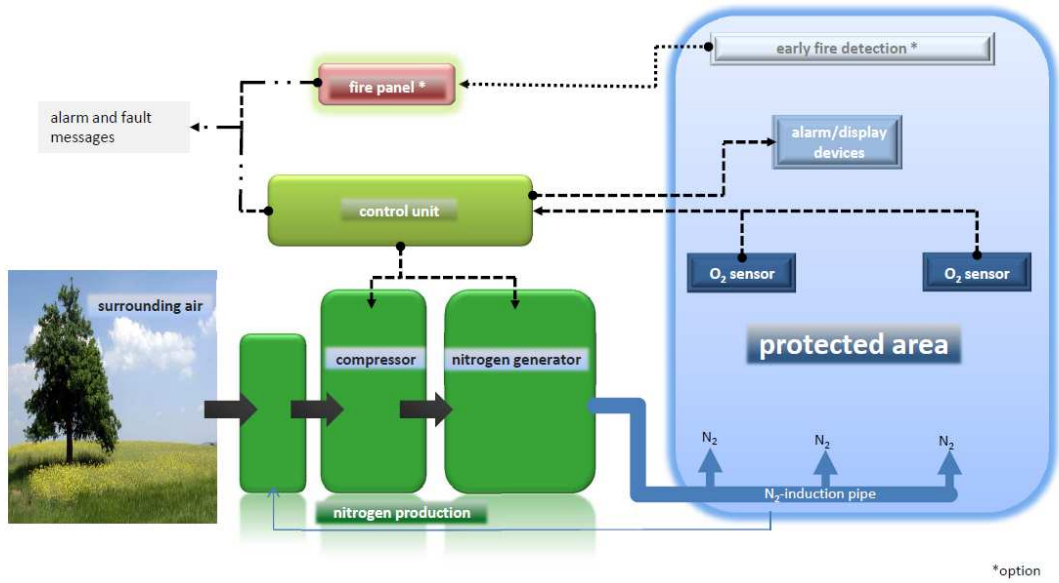 early fire detection *
fire panel *
alarm and fault
messages
alarm/display
devices
control unit
O₂ sensor
O₂ sensor
surrounding air
protected area
compressor
nitrogen generator
N₂
N₂
N₂
N₂-induction pipe
nitrogen production
*option